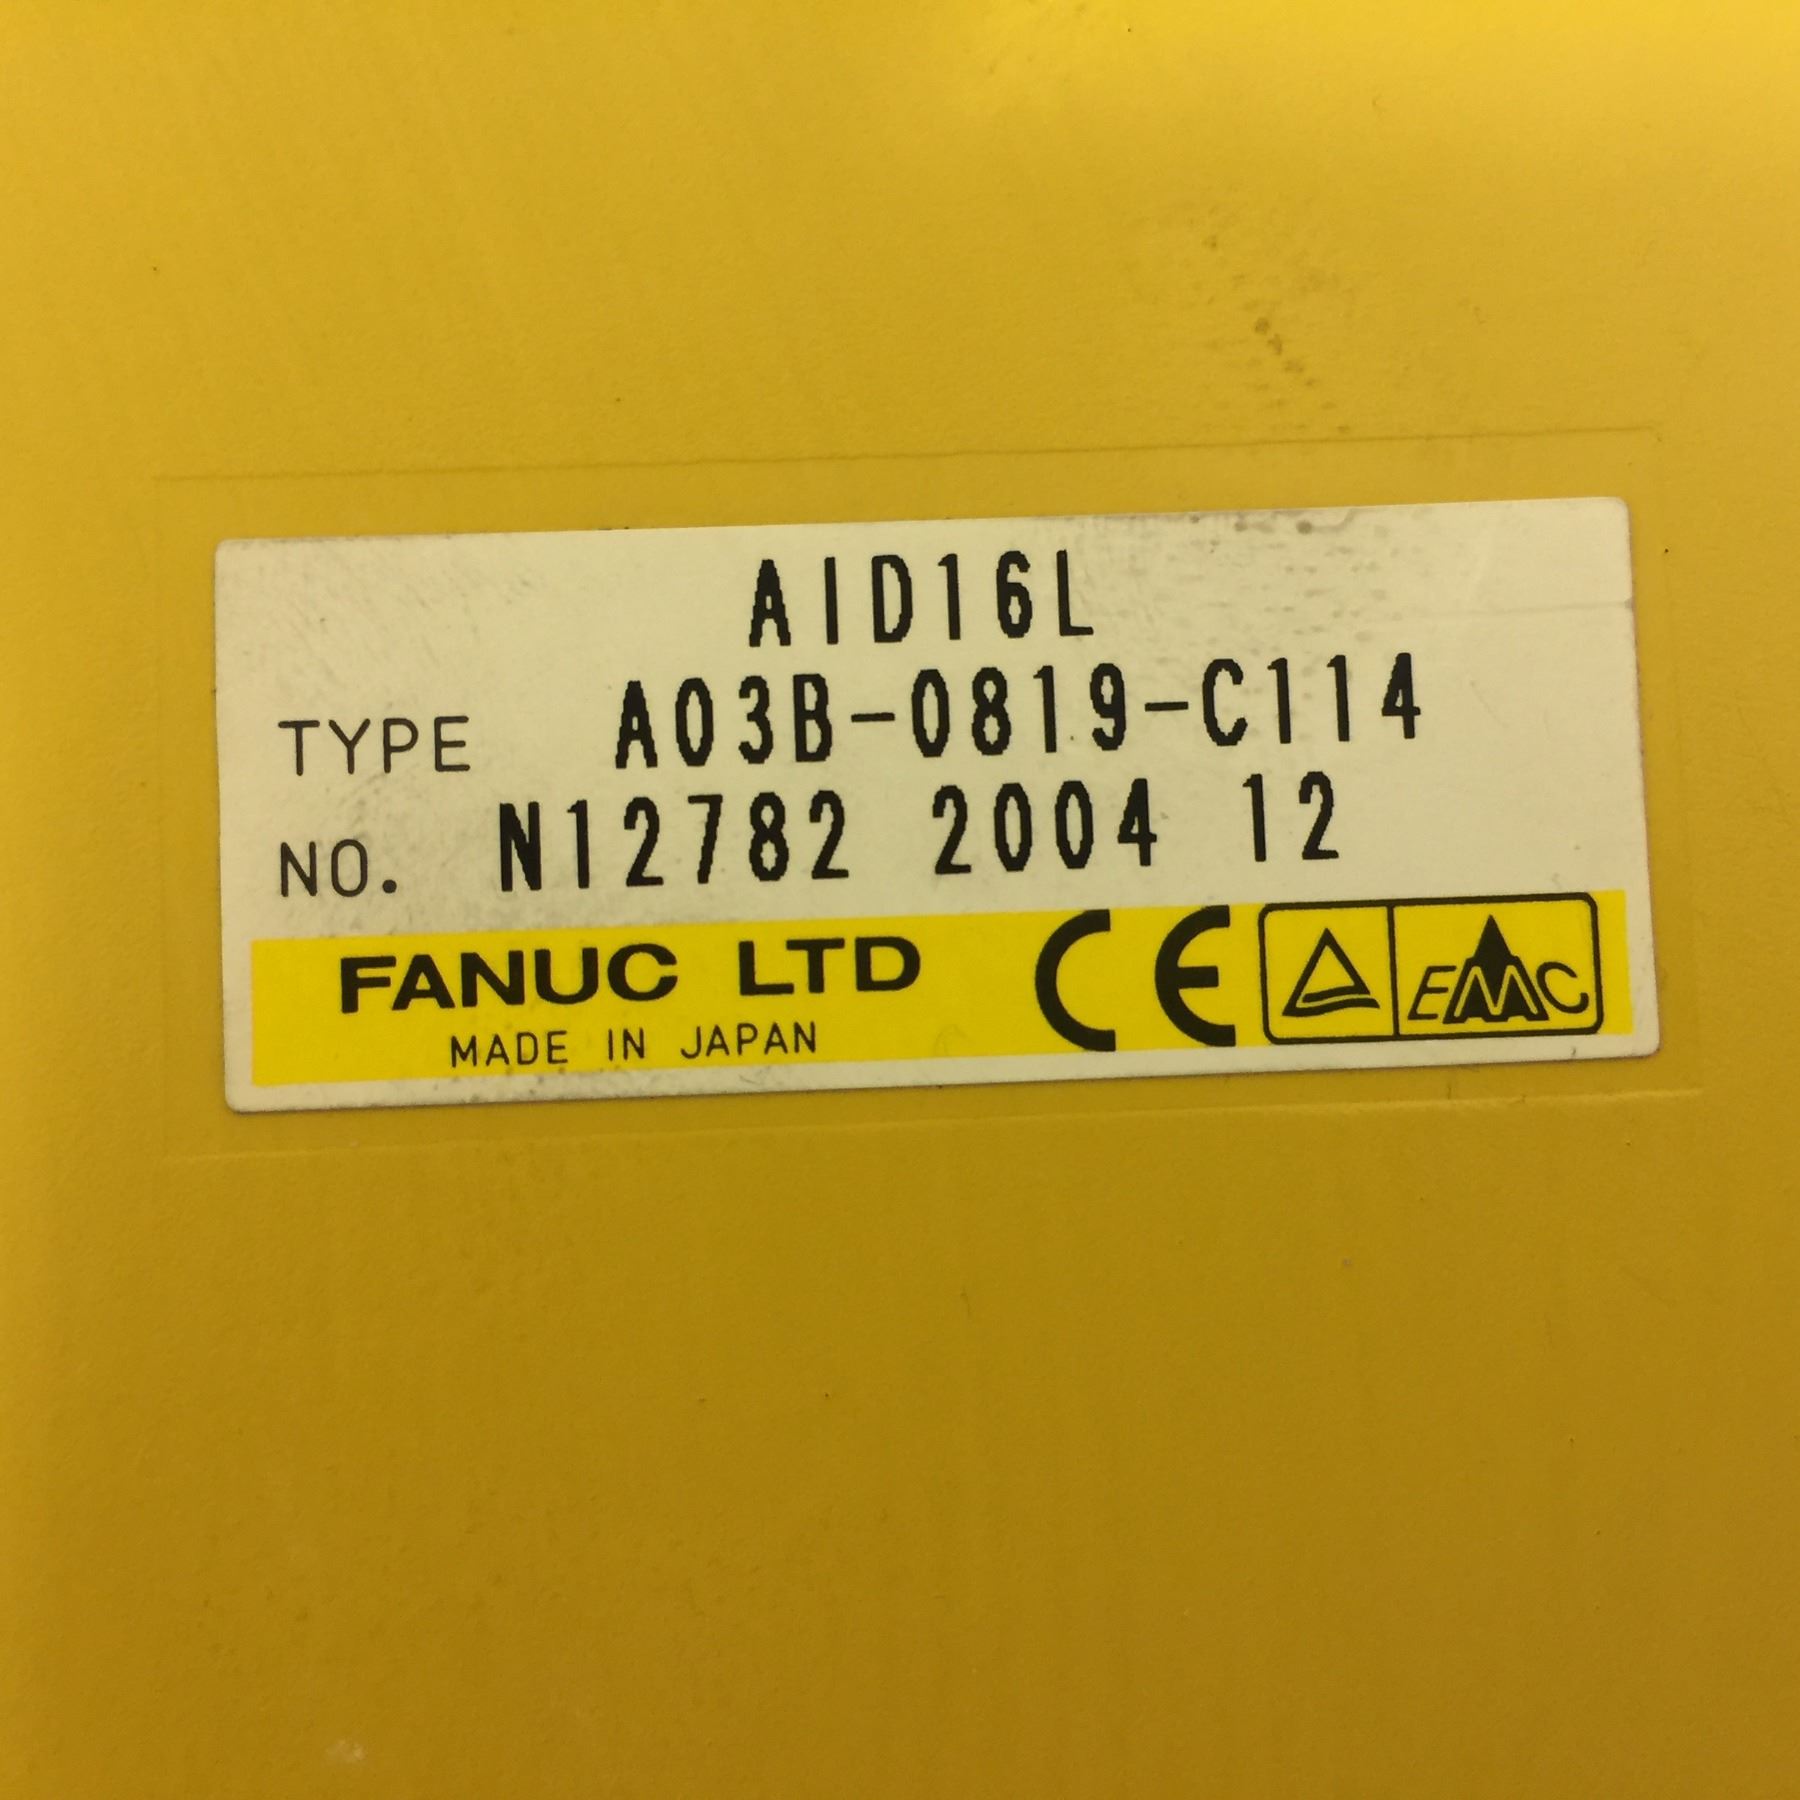 AID16L
TYPE A03B-0819-C114
NO. N12782 2004 12
FANUC LTD CE EMC
MADE IN JAPAN